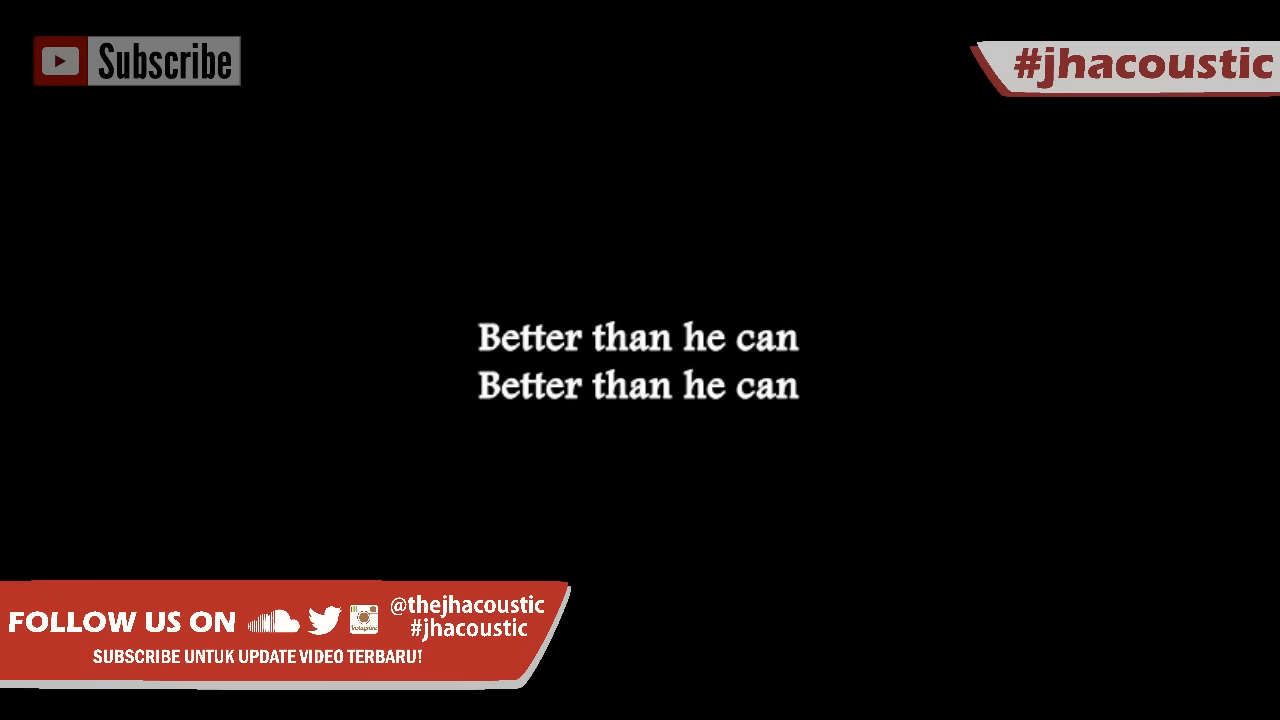 Subscribe
#jhacoustic
Better than he can
Better than he can
FOLLOW US ON
@thejhacoustic
#jhacoustic
Instagram
SUBSCRIBE UNTUK UPDATE VIDEO TERBARU!